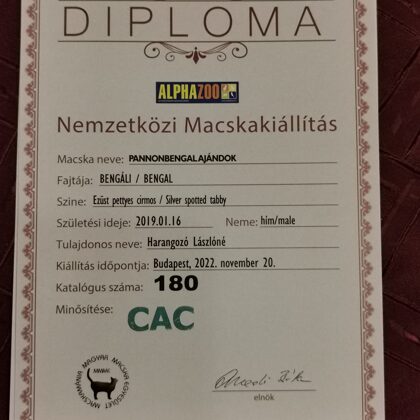 DIPLOMA
ALPHAZOO
Nemzetközi Macskakiállítás
Macska neve: PANNONBENGAL AJÁNDOK
Fajtája: BENGÁLI / BENGAL
Szine: Ezüst pettyes cirmos / Silver spotted tabby
Születési ideje: 2019.01.16 Neme: hím/male
Tulajdonos neve: Harangozó Lászlóné
Kiállítás időpontja: Budapest, 2022. november 20.
Katalógus száma: 180
Minősítése: CAC
MAGYAR MACSKA EGYESÜLET
elnök